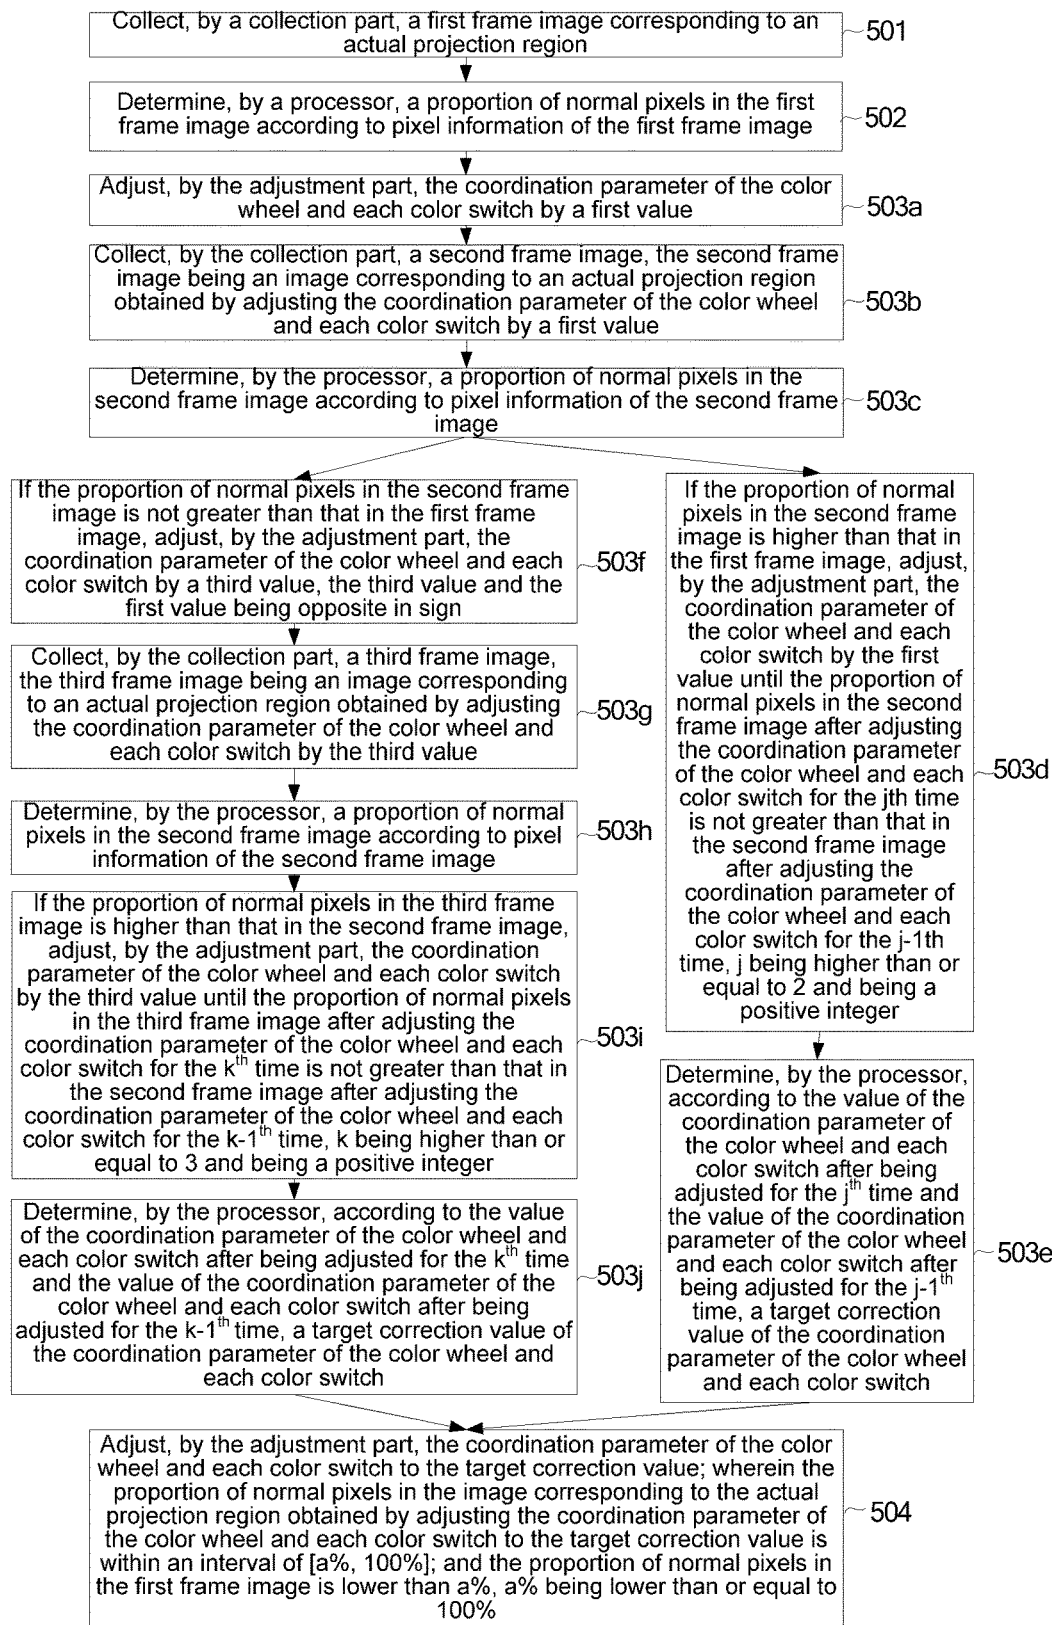 Collect, by a collection part, a first frame image corresponding to an
actual projection region
501
Determine, by a processor, a proportion of normal pixels in the first
frame image according to pixel information of the first frame image
502
Adjust, by the adjustment part, the coordination parameter of the color
wheel and each color switch by a first value
503a
Collect, by the collection part, a second frame image, the second frame
image being an image corresponding to an actual projection region
obtained by adjusting the coordination parameter of the color wheel
and each color switch by a first value
503b
Determine, by the processor, a proportion of normal pixels in the
second frame image according to pixel information of the second frame
image
503c
If the proportion of normal pixels in the second frame
image is not greater than that in the first frame
image, adjust, by the adjustment part, the
coordination parameter of the color wheel and each
color switch by a third value, the third value and the
first value being opposite in sign
503f
Collect, by the collection part, a third frame image,
the third frame image being an image corresponding
to an actual projection region obtained by adjusting
the coordination parameter of the color wheel and
each color switch by the third value
503g
Determine, by the processor, a proportion of normal
pixels in the second frame image according to pixel
information of the second frame image
503h
If the proportion of normal pixels in the third frame
image is higher than that in the second frame image,
adjust, by the adjustment part, the coordination
parameter of the color wheel and each color switch
by the third value until the proportion of normal pixels
in the third frame image after adjusting the
coordination parameter of the color wheel and each
color switch for the kth time is not greater than that in
the second frame image after adjusting the
coordination parameter of the color wheel and each
color switch for the k-1th time, k being higher than or
equal to 3 and being a positive integer
503i
Determine, by the processor, according to the value
of the coordination parameter of the color wheel and
each color switch after being adjusted for the kth time
and the value of the coordination parameter of the
color wheel and each color switch after being
adjusted for the k-1th time, a target correction value of
the coordination parameter of the color wheel and
each color switch
503j
If the proportion of normal
pixels in the second frame
image is higher than that in
the first frame image, adjust,
by the adjustment part, the
coordination parameter of
the color wheel and each
color switch by the first
value until the proportion of
normal pixels in the second
frame image after adjusting
the coordination parameter
of the color wheel and each
color switch for the jth time
is not greater than that in
the second frame image
after adjusting the
coordination parameter of
the color wheel and each
color switch for the j-1th
time, j being higher than or
equal to 2 and being a
positive integer
503d
Determine, by the processor,
according to the value of the
coordination parameter of
the color wheel and each
color switch after being
adjusted for the jth time and
the value of the coordination
parameter of the color wheel
and each color switch after
being adjusted for the j-1th
time, a target correction
value of the coordination
parameter of the color wheel
and each color switch
503e
Adjust, by the adjustment part, the coordination parameter of the color
wheel and each color switch to the target correction value; wherein the
proportion of normal pixels in the image corresponding to the actual
projection region obtained by adjusting the coordination parameter of
the color wheel and each color switch to the target correction value is
within an interval of [a%, 100%]; and the proportion of normal pixels in
the first frame image is lower than a%, a% being lower than or equal to
100%
504